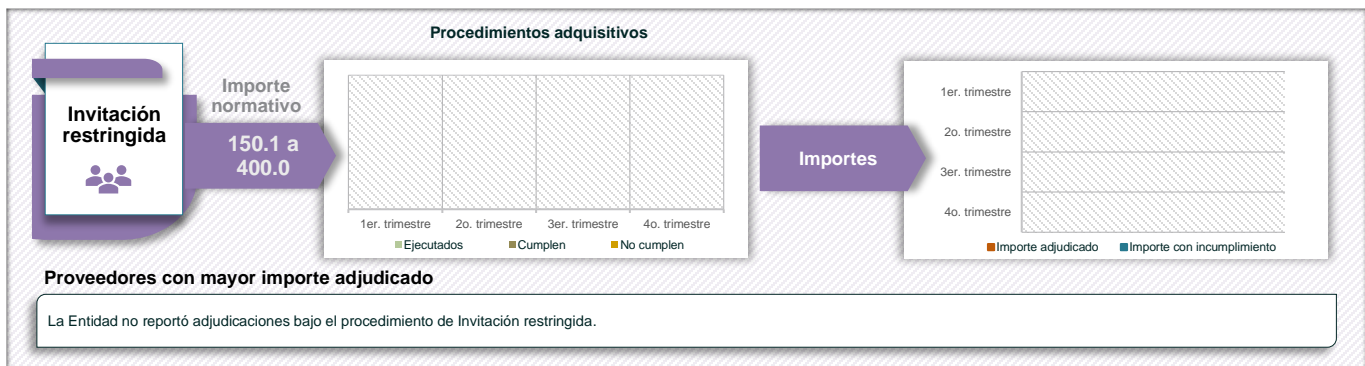 Procedimientos adquisitivos
Invitación
restringida
Importe
normativo
150.1 a
400.0
1er. trimestre 2o. trimestre 3er. trimestre 4o. trimestre
Ejecutados Cumplen No cumplen
Importes
1er. trimestre
2o. trimestre
3er. trimestre
4o. trimestre
Importe adjudicado Importe con incumplimiento
Proveedores con mayor importe adjudicado
La Entidad no reportó adjudicaciones bajo el procedimiento de Invitación restringida.